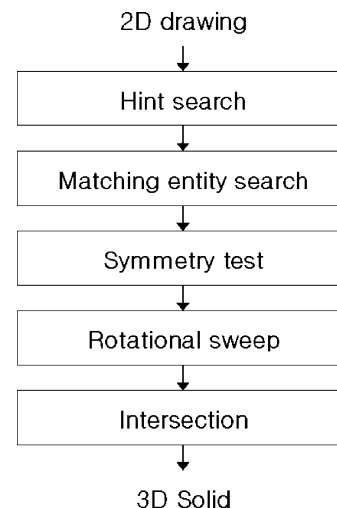 2D drawing
Hint search
Matching entity search
Symmetry test
Rotational sweep
Intersection
3D Solid